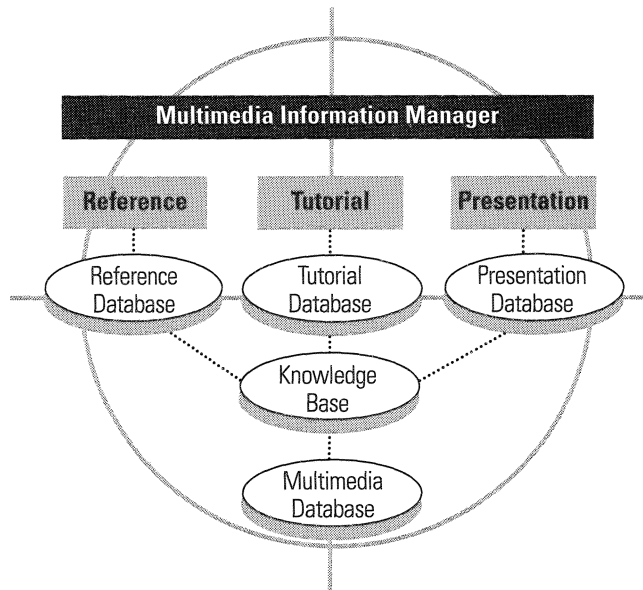 Multimedia Information Manager
Reference
Tutorial
Presentation
Reference
Database
Tutorial
Database
Presentation
Database
Knowledge
Base
Multimedia
Database